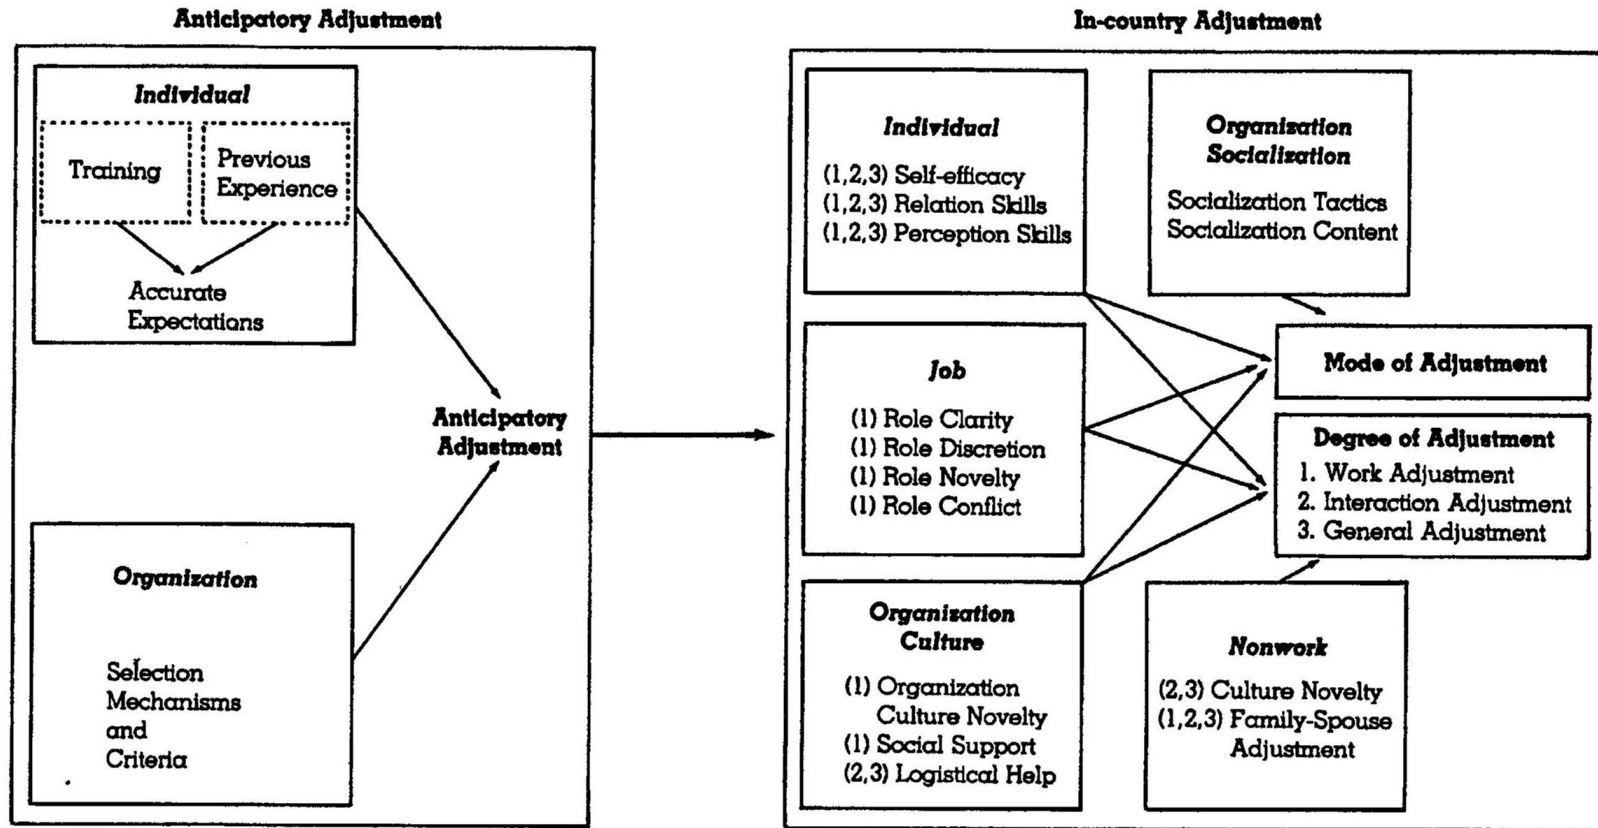 Anticipatory Adjustment
Individual
Training
Previous
Experience
Accurate
Expectations
Anticipatory
Adjustment
Organization
Selection
Mechanisms
and
Criteria
In-country Adjustment
Individual
(1,2,3) Self-efficacy
(1,2,3) Relation Skills
(1,2,3) Perception Skills
Organization
Socialization
Socialization Tactics
Socialization Content
Job
(1) Role Clarity
(1) Role Discretion
(1) Role Novelty
(1) Role Conflict
Mode of Adjustment
Degree of Adjustment
1. Work Adjustment
2. Interaction Adjustment
3. General Adjustment
Organization
Culture
(1) Organization
Culture Novelty
(1) Social Support
(2,3) Logistical Help
Nonwork
(2,3) Culture Novelty
(1,2,3) Family-Spouse
Adjustment